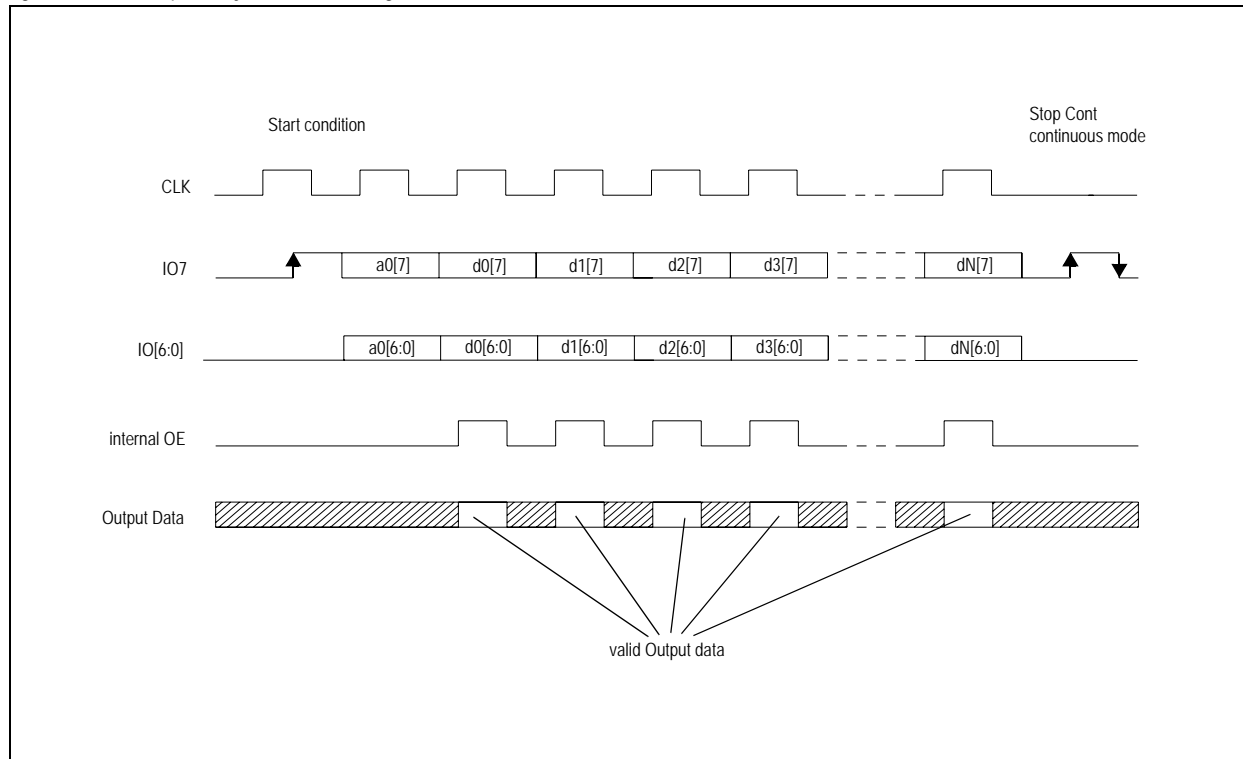 Start condition
Stop Cont
continuous mode
CLK
IO7
a0[7] d0[7] d1[7] d2[7] d3[7] dN[7]
IO[6:0]
a0[6:0] d0[6:0] d1[6:0] d2[6:0] d3[6:0] dN[6:0]
internal OE
Output Data
valid Output data